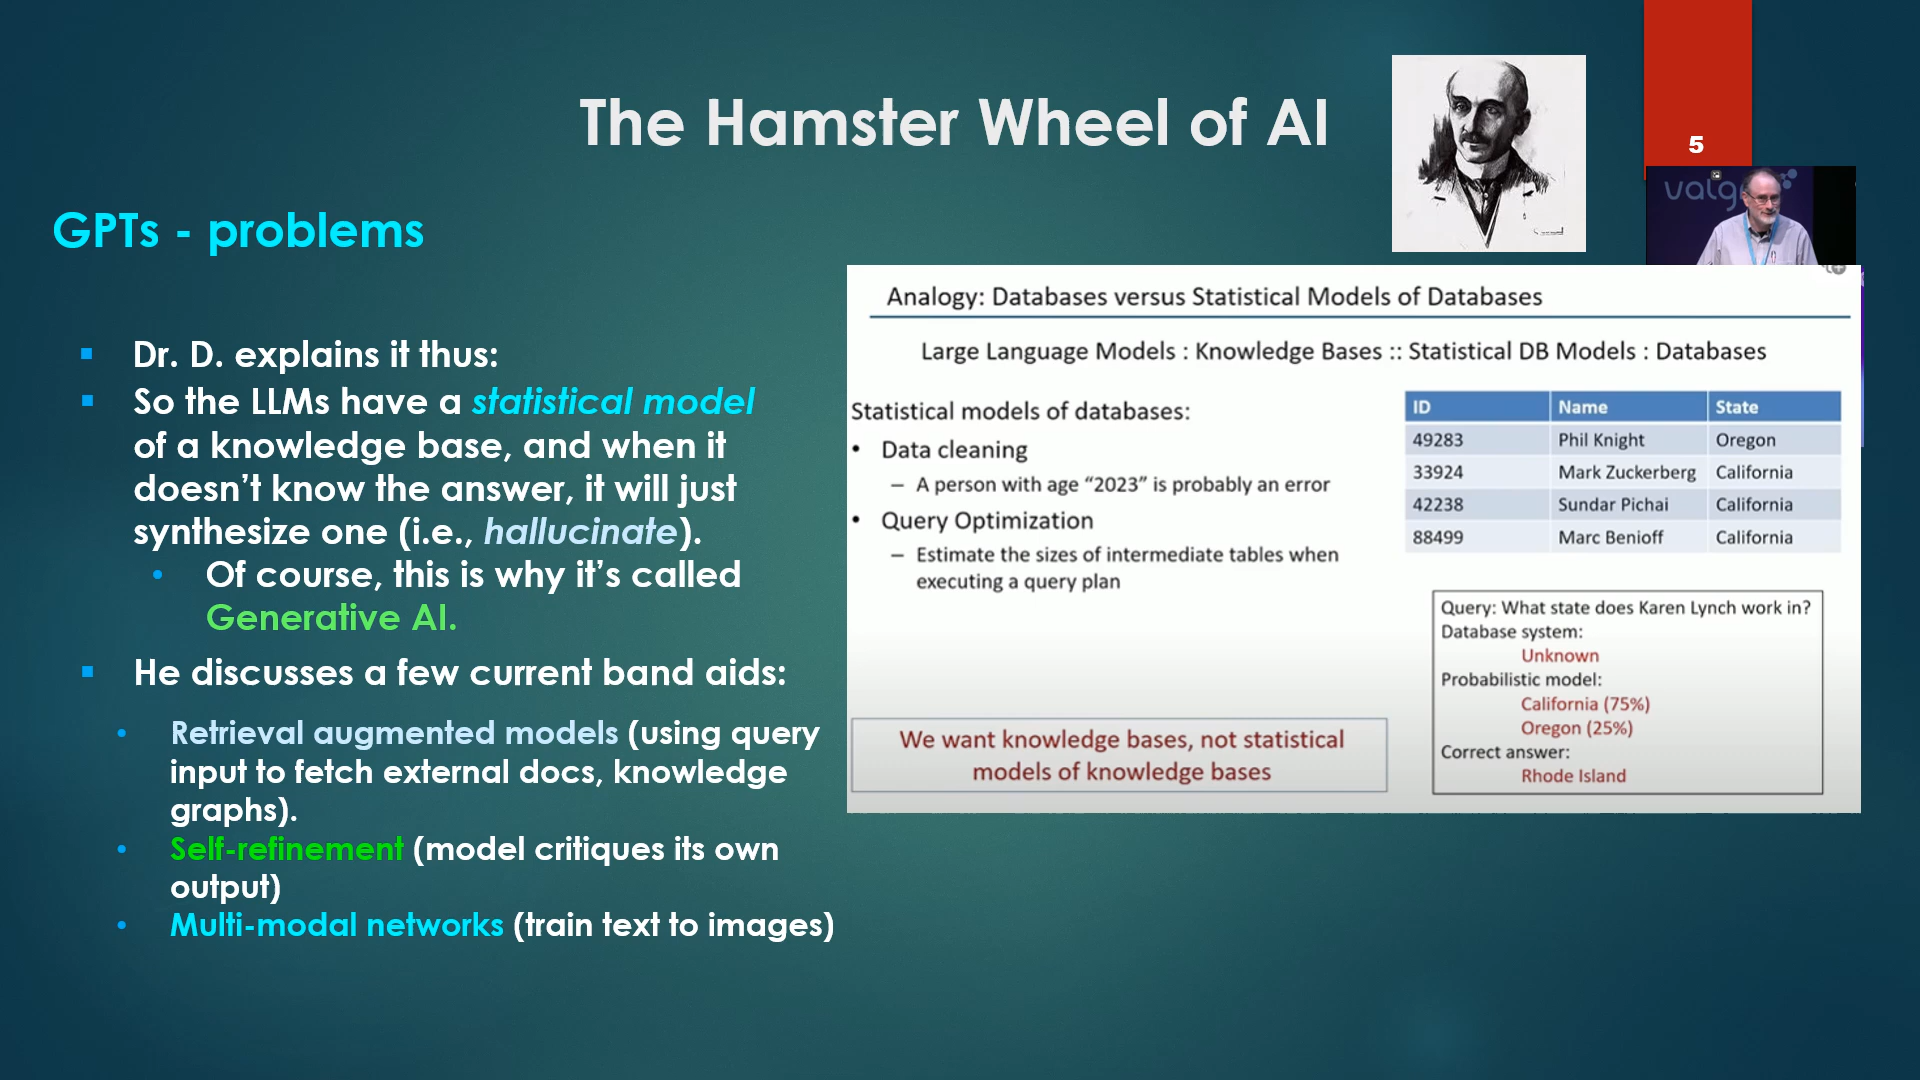 The Hamster Wheel of AI
5
GPTs - problems
▪ Dr. D. explains it thus:
▪ So the LLMs have a statistical model
of a knowledge base, and when it
doesn't know the answer, it will just
synthesize one (i.e., hallucinate).
• Of course, this is why it's called
Generative AI.
▪ He discusses a few current band aids:
• Retrieval augmented models (using query
input to fetch external docs, knowledge
graphs).
• Self-refinement (model critiques its own
output)
• Multi-modal networks (train text to images)
Analogy: Databases versus Statistical Models of Databases
Large Language Models : Knowledge Bases :: Statistical DB Models : Databases
Statistical models of databases:
• Data cleaning
– A person with age "2023" is probably an error
• Query Optimization
– Estimate the sizes of intermediate tables when
executing a query plan
We want knowledge bases, not statistical
models of knowledge bases
ID Name State
49283 Phil Knight Oregon
33924 Mark Zuckerberg California
42238 Sundar Pichai California
88499 Marc Benioff California
Query: What state does Karen Lynch work in?
Database system:
Unknown
Probabilistic model:
California (75%)
Oregon (25%)
Correct answer:
Rhode Island